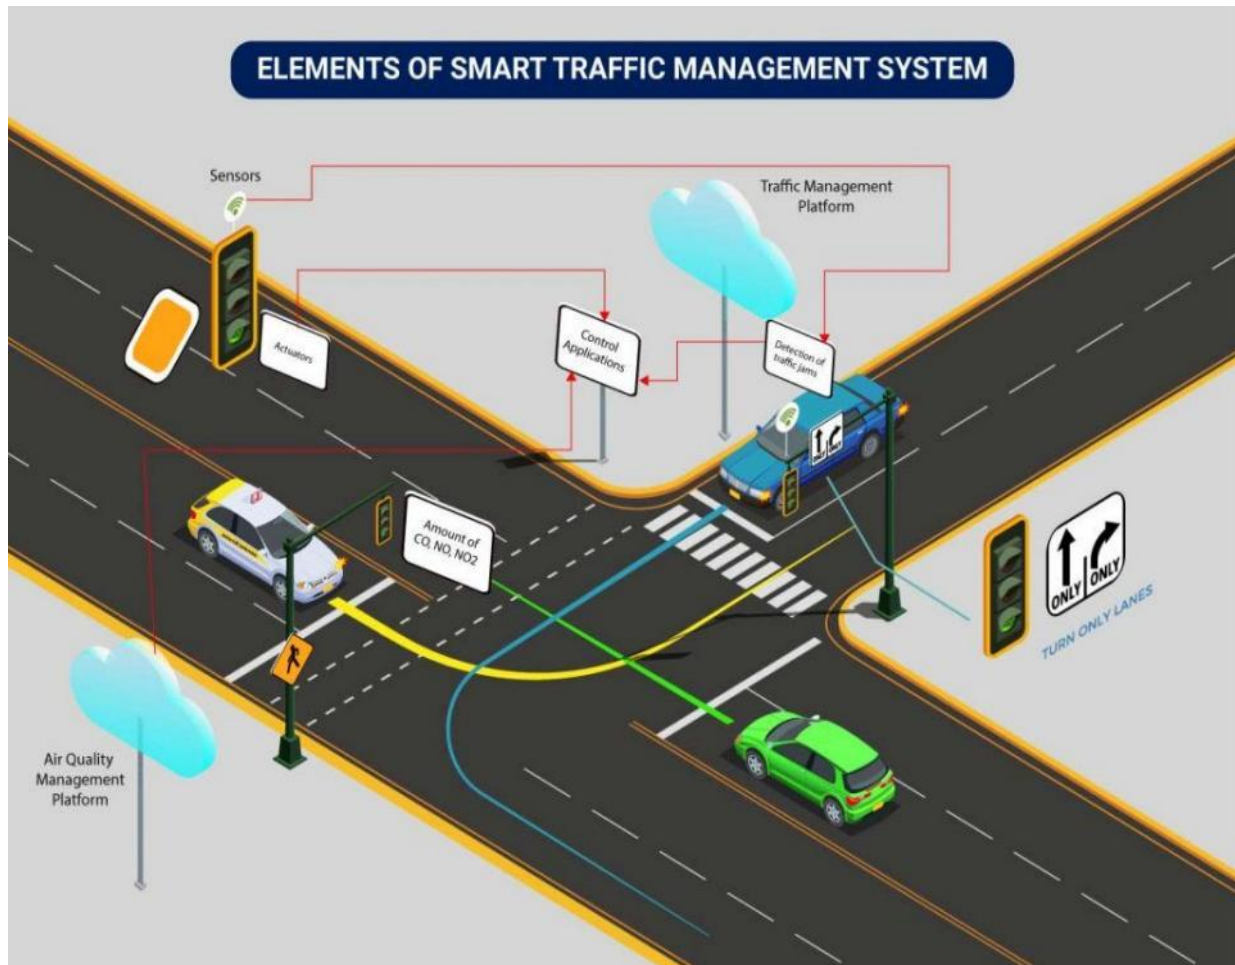 ELEMENTS OF SMART TRAFFIC MANAGEMENT SYSTEM
Sensors
Traffic Management
Platform
Actuators
Control
Applications
Detection of
traffic jams
Amount of
CO, NO, NO2
ONLY ONLY
TURN ONLY LANES
Air Quality
Management
Platform